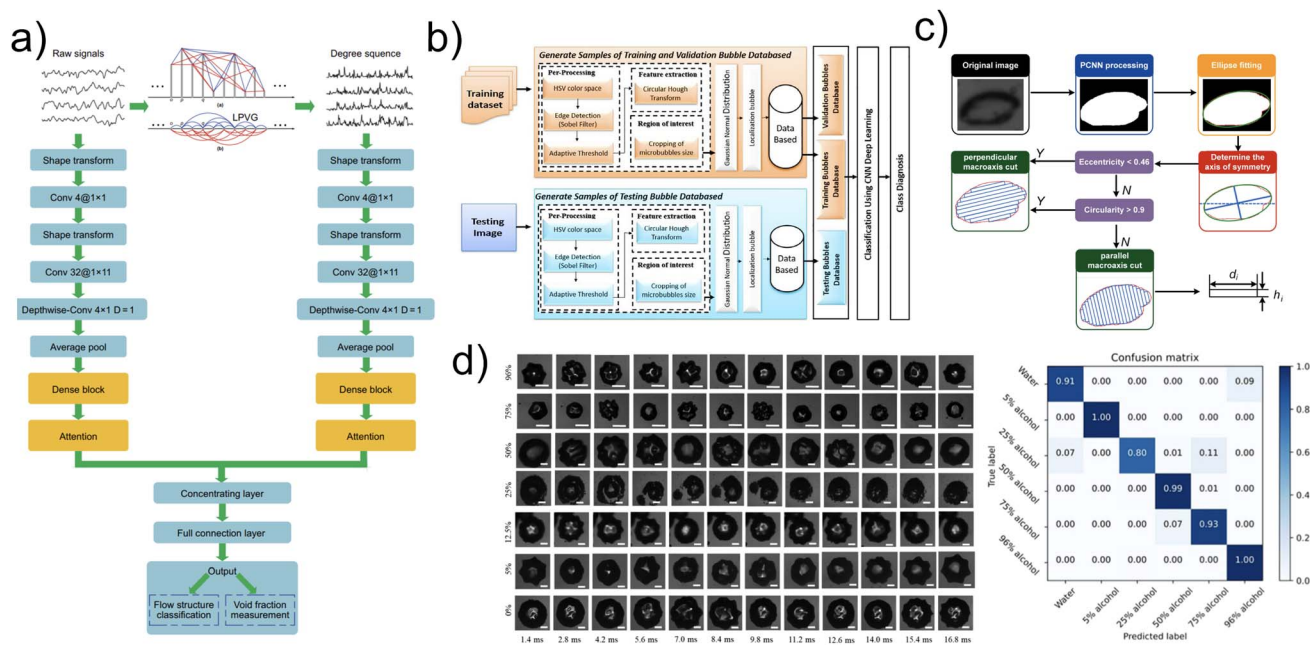 a)
Raw signals
Degree squence
LPVG
(a)
(b)
Shape transform
Conv 4@1×1
Shape transform
Conv 32@1×11
Depthwise-Conv 4×1 D = 1
Average pool
Dense block
Attention
Shape transform
Conv 4@1×1
Shape transform
Conv 32@1×11
Depthwise-Conv 4×1 D = 1
Average pool
Dense block
Attention
Concentrating layer
Full connection layer
Output
Flow structure
classification
Void fraction
measurement
b)
Training
dataset
Generate Samples of Training and Validation Bubble Databased
Per-Processing
HSV color space
Edge Detection
(Sobel Filter)
Adaptive Threshold
Feature extraction
Circular Hough
Transform
Region of interest
Cropping of
microbubbles size
Gaussian Normal Distribution
Localization bubble
Data
Based
Testing
Image
Generate Samples of Testing Bubble Databased
Per-Processing
HSV color space
Edge Detection
(Sobel Filter)
Adaptive Threshold
Feature extraction
Circular Hough
Transform
Region of interest
Cropping of
microbubbles size
Gaussian Normal Distribution
Localization bubble
Data
Based
Validation Bubbles
Database
Training Bubbles
Database
Testing Bubbles
Database
Classification Using CNN Deep Learning
Class Diagnosis
c)
Original image
PCNN processing
Ellipse fitting
perpendicular
macroaxis cut
Y
Eccentricity < 0.46
Determine the
axis of symmetry
N
Y
Circularity > 0.9
N
parallel
macroaxis cut
d_i
h_i
d)
96%
75%
50%
25%
12.5%
5%
0%
1.4 ms 2.8 ms 4.2 ms 5.6 ms 7.0 ms 8.4 ms 9.8 ms 11.2 ms 12.6 ms 14.0 ms 15.4 ms 16.8 ms
Confusion matrix
True label
Water
5% alcohol
25% alcohol
50% alcohol
75% alcohol
96% alcohol
0.91 0.00 0.00 0.00 0.00 0.09
0.00 1.00 0.00 0.00 0.00 0.00
0.07 0.00 0.80 0.01 0.11 0.00
0.00 0.00 0.00 0.99 0.01 0.00
0.00 0.00 0.00 0.07 0.93 0.00
0.00 0.00 0.00 0.00 0.00 1.00
Water
5% alcohol
25% alcohol
50% alcohol
75% alcohol
96% alcohol
Predicted label
1.0
0.8
0.6
0.4
0.2
0.0